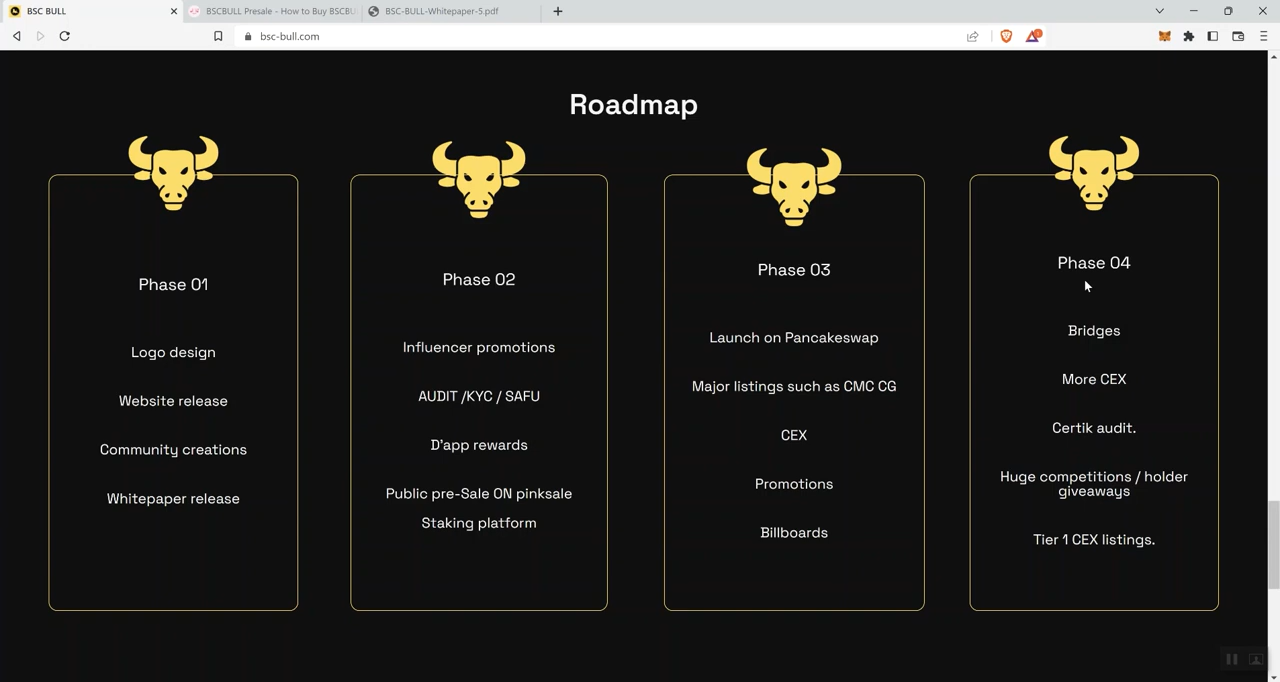 BSC BULL
BSCBULL Presale - How to Buy BSCBU
BSC-BULL-Whitepaper-5.pdf
bsc-bull.com
Roadmap
Phase 01
Logo design
Website release
Community creations
Whitepaper release
Phase 02
Influencer promotions
AUDIT /KYC / SAFU
D'app rewards
Public pre-Sale ON pinksale
Staking platform
Phase 03
Launch on Pancakeswap
Major listings such as CMC CG
CEX
Promotions
Billboards
Phase 04
Bridges
More CEX
Certik audit.
Huge competitions / holder
giveaways
Tier 1 CEX listings.